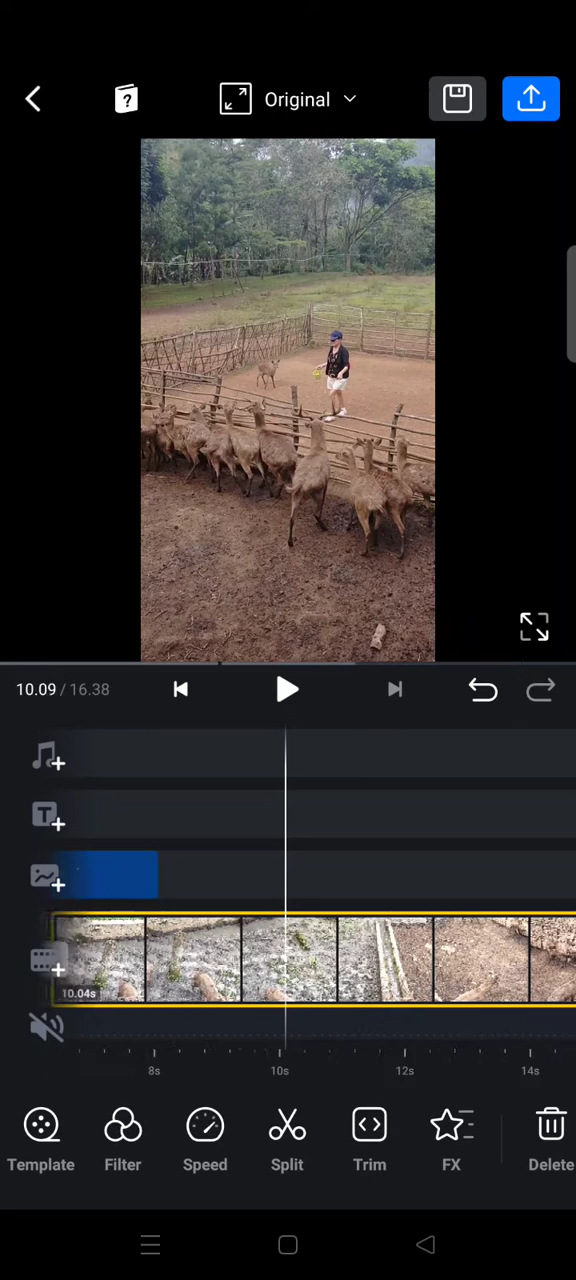 ?
Original
10.09 / 16.38
T
10.04s
8s 10s 12s 14s
Template Filter Speed Split Trim FX Delete